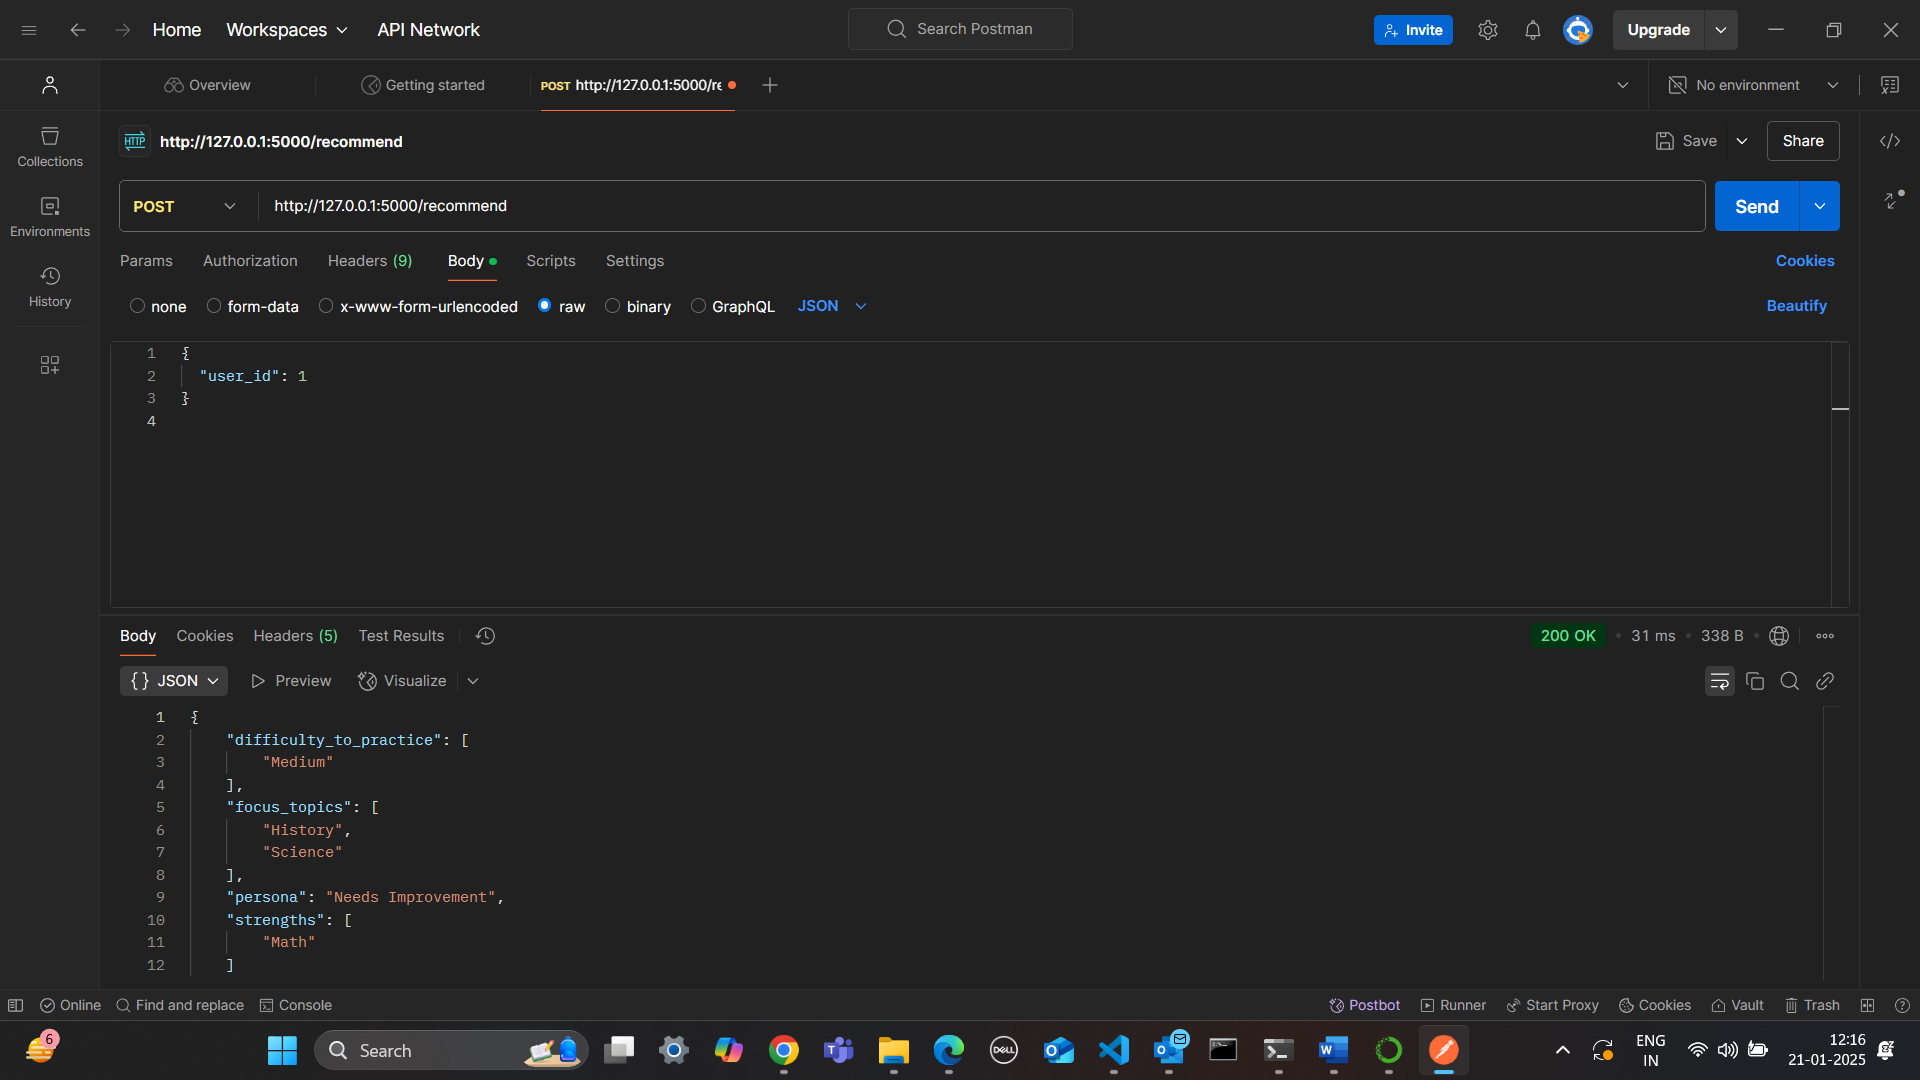 Home Workspaces API Network Search Postman Invite Upgrade
Overview Getting started POST http://127.0.0.1:5000/re No environment
HTTP http://127.0.0.1:5000/recommend Save Share
Collections
POST http://127.0.0.1:5000/recommend Send
Environments
Params Authorization Headers (9) Body Scripts Settings Cookies
History
none form-data x-www-form-urlencoded raw binary GraphQL JSON Beautify
1 {
2 "user_id": 1
3 }
4
Body Cookies Headers (5) Test Results 200 OK • 31 ms • 338 B •
{} JSON Preview Visualize
1 {
2 "difficulty_to_practice": [
3 "Medium"
4 ],
5 "focus_topics": [
6 "History",
7 "Science"
8 ],
9 "persona": "Needs Improvement",
10 "strengths": [
11 "Math"
12 ]
Online Find and replace Console Postbot Runner Start Proxy Cookies Vault Trash
6 Search DELL ENG 12:16
IN 21-01-2025